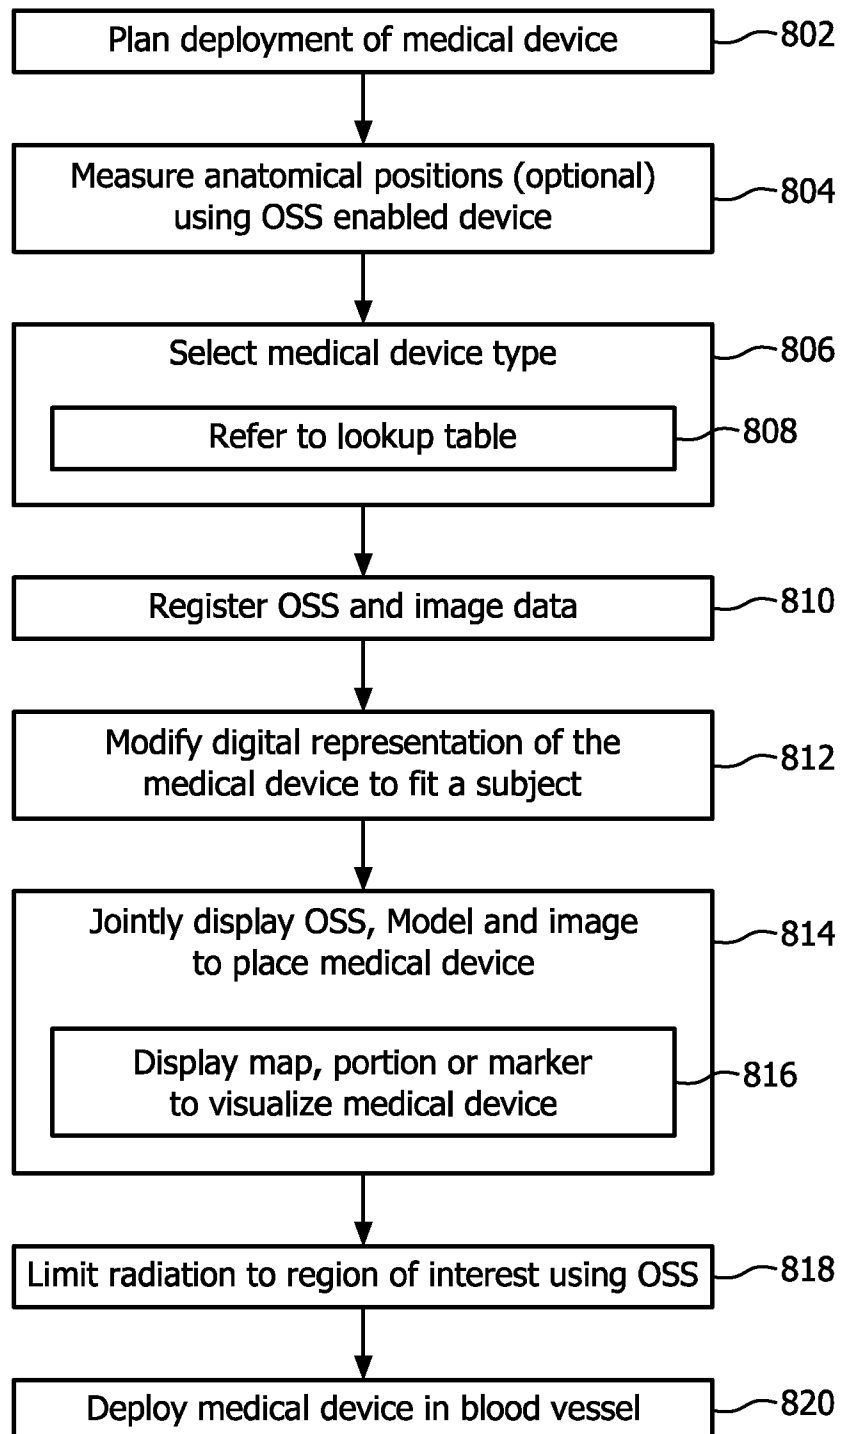 Plan deployment of medical device
802
Measure anatomical positions (optional)
using OSS enabled device
804
Select medical device type
806
Refer to lookup table
808
Register OSS and image data
810
Modify digital representation of the
medical device to fit a subject
812
Jointly display OSS, Model and image
to place medical device
814
Display map, portion or marker
to visualize medical device
816
Limit radiation to region of interest using OSS
818
Deploy medical device in blood vessel
820